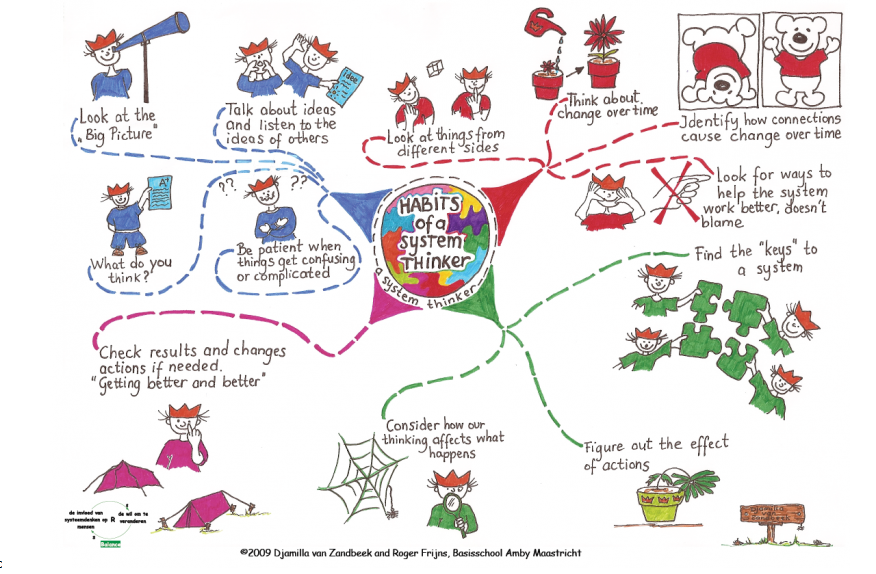 HABITS
of a
system
THINKER
a system thinker
Look at the
"Big Picture"
Talk about ideas
and listen to the
ideas of others
idee
What do you
think?
A?
??
??
Be patient when
things get confusing
or complicated
Look at things from
different sides
Think about
change over time
Identify how connections
cause change over time
Look for ways to
help the system
work better, doesn't
blame
Find the "keys" to
a system
Check results and changes
actions if needed.
"Getting better and better"
Consider how our
thinking affects what
happens
Figure out the effect
of actions
de invloed van
systeemdenken op
mensen
R
de wil om te
veranderen
s
s
Djamilla
van
Zandbeek
©2009 Djamilla van Zandbeek and Roger Frijns, Basisschool Amby Maastricht